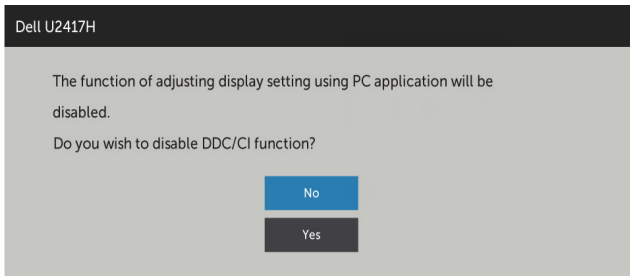 Dell U2417H
The function of adjusting display setting using PC application will be
disabled.
Do you wish to disable DDC/CI function?
No
Yes